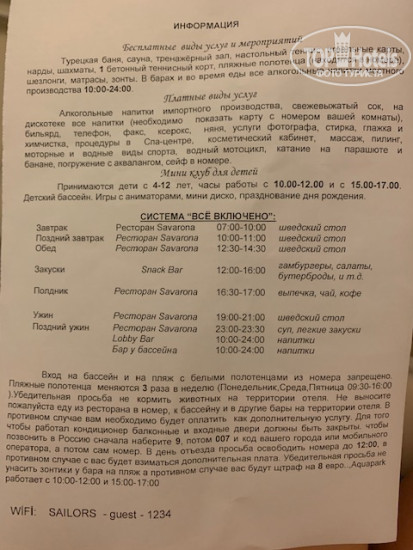 ИНФОРМАЦИЯ
TOPHOTELS
Бесплатные виды услуг и мероприятий
Турецкая баня, сауна, тренажёрный зал, настольный теннис, карты,
нарды, шахматы, 1 бетонный теннисный корт, пляжные полотенца,
шезлонги, матрасы, зонты. В барах и во время еды все алкогольные местного
производства 10:00-24:00.
Платные виды услуг
Алкогольные напитки импортного производства, свежевыжатый сок, на
дискотеке все напитки (необходимо показать карту с номером вашей комнаты),
бильярд, телефон, факс, ксерокс, няня, услуги фотографа, стирка, глажка и
химчистка, процедуры в Спа-центре, косметический кабинет, массаж, пилинг,
моторные и водные виды спорта, водный мотоцикл, катание на парашоте и
банане, погружение с аквалангом, сейф в номере.
Мини клуб для детей
Принимаются дети с 4-12 лет, часы работы с 10.00-12.00 и с 15.00-17.00.
Детский бассейн. Игры с аниматорами, мини диско, празднование дня рождения.
СИСТЕМА "ВСЁ ВКЛЮЧЕНО":
Завтрак Ресторан Savarona 07:00-10:00 шведский стол
Поздний завтрак Ресторан Savarona 10:00-11:00 шведский стол
Обед Ресторан Savarona 12:30-14:30 шведский стол
Закуски Snack Bar 12:00-16:00 гамбургеры, салаты,
бутерброды, и т.д.
Полдник Ресторан Savarona 16:30-17:00 выпечка, чай, кофе
Ужин Ресторан Savarona 19:00-21:00 шведский стол
Поздний ужин Ресторан Savarona 23:00-23:30 суп, легкие закуски
Lobby Bar 10:00-24:00 напитки
Бар у бассейна 10:00-24:00 напитки
Вход на бассейн и на пляж с белыми полотенцами из номера запрещено.
Пляжные полотенца меняются 3 раза в неделю (Понедельник,Среда,Пятница 09:30-16:00
).Убедительная просьба не кормить животных на территории отеля. Не выносите
пожалуйста еду из ресторана в номер, к бассейну и в другие бары на территории отеля. В
противном случае вам необходимо будет оплатить как дополнительную услугу. Для того
чтобы работал кондиционер балконные и входные двери должны быть закрыты. чтобы
позвонить в Россию сначала наберите 9, потом 007 и код вашего города или мобильного
оператора, а потом сам номер. В день отъезда просьба освободить номера до 12:00, в
противном случае с вас будет взиматься дополнительная плата. Убедительная просьба не
унасить зонтики у бара на пляж а противном случае вас будут щтраф на 8 евро..,Aquapark
работает с 10:00-12:00 и 15:00-17:00
WiFİ: SAILORS - guest - 1234